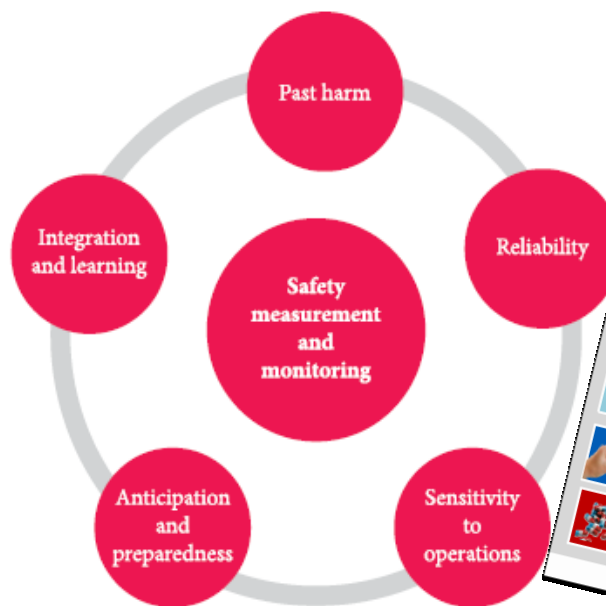 Past harm
Reliability
Sensitivity
to
operations
Anticipation
and
preparedness
Integration
and learning
Safety
measurement
and
monitoring